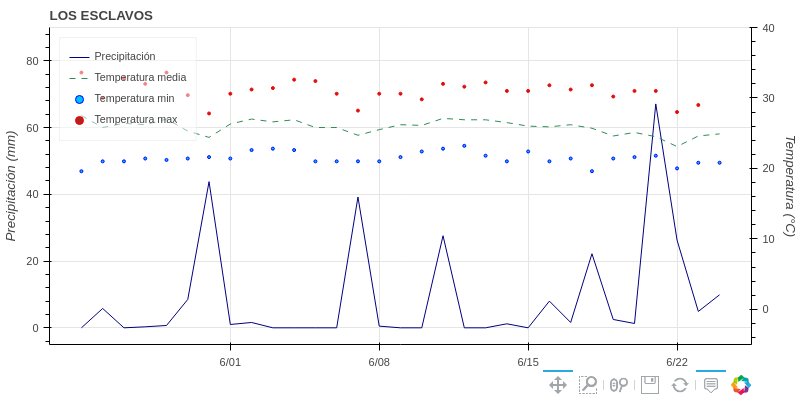 LOS ESCLAVOS
Precipitación
Temperatura media
Temperatura min
Temperatura max
Precipitación (mm)
80
60
40
20
0
Temperatura (°C)
40
30
20
10
0
6/01
6/08
6/15
6/22